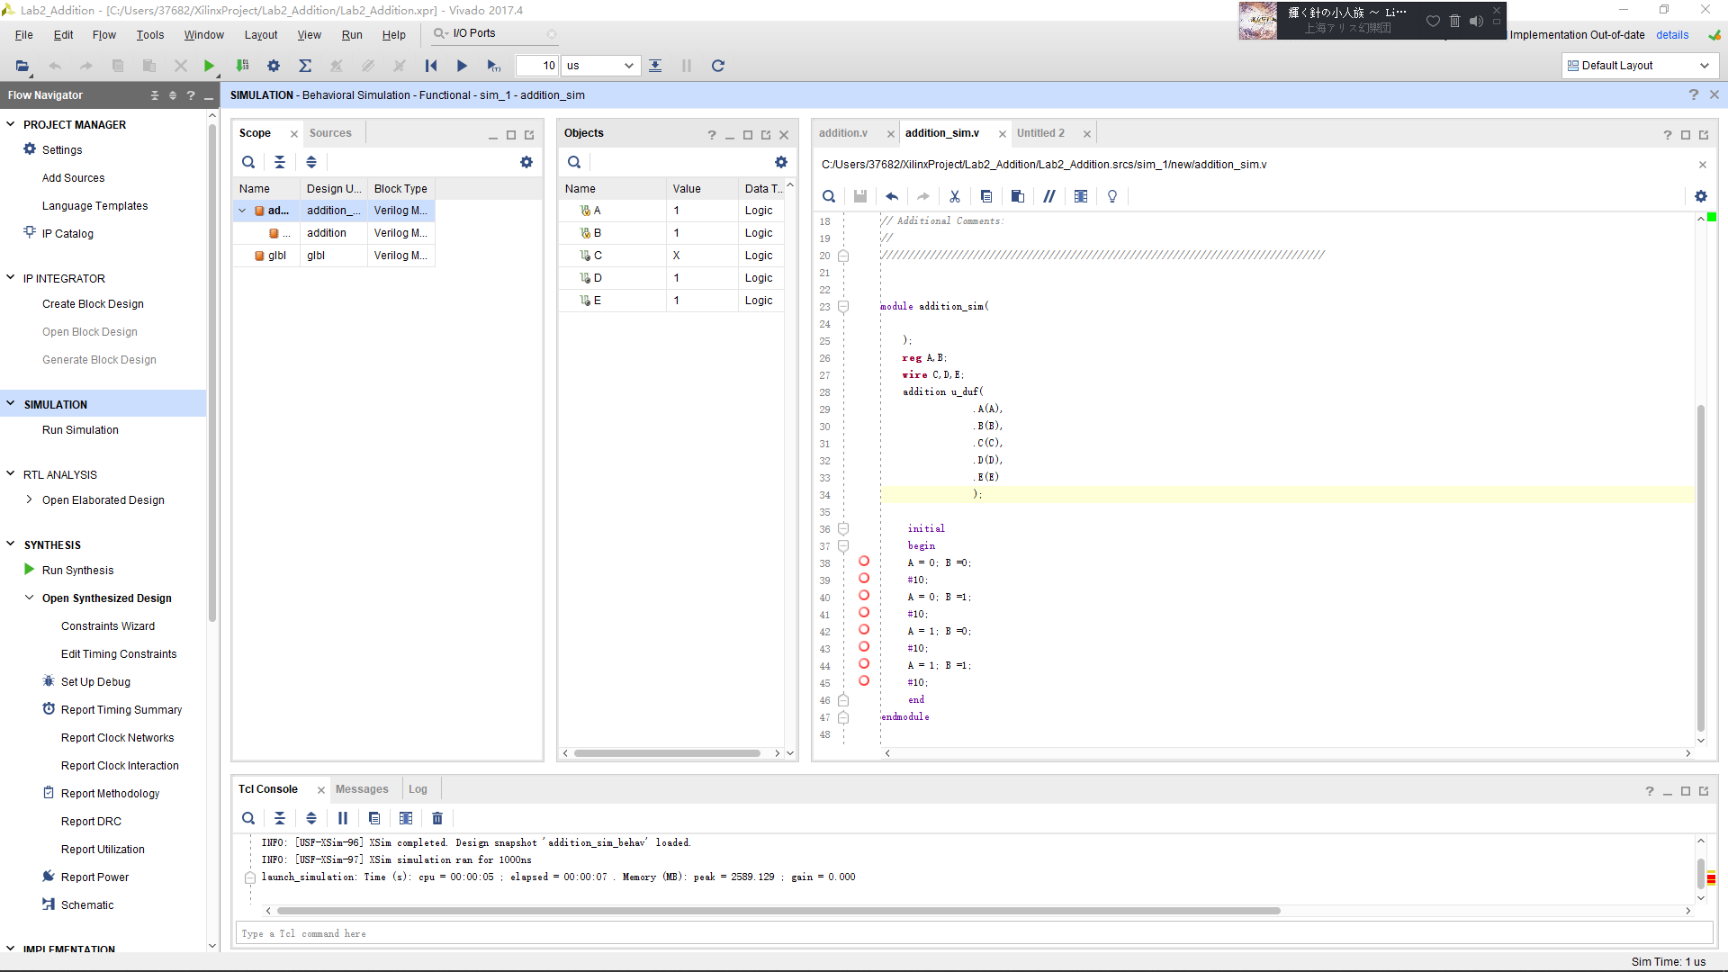 Lab2_Addition - [C:/Users/37682/XilinxProject/Lab2_Addition/Lab2_Addition.xpr] - Vivado 2017.4
輝く針の小人族 ～ Li···
上海アリス幻樂団
File Edit Flow Tools Window Layout View Run Help
I/O Ports
Implementation Out-of-date details
10 us
Default Layout
Flow Navigator
SIMULATION - Behavioral Simulation - Functional - sim_1 - addition_sim
PROJECT MANAGER
Settings
Add Sources
Language Templates
IP Catalog
IP INTEGRATOR
Create Block Design
Open Block Design
Generate Block Design
SIMULATION
Run Simulation
RTL ANALYSIS
Open Elaborated Design
SYNTHESIS
Run Synthesis
Open Synthesized Design
Constraints Wizard
Edit Timing Constraints
Set Up Debug
Report Timing Summary
Report Clock Networks
Report Clock Interaction
Report Methodology
Report DRC
Report Utilization
Report Power
Schematic
IMPLEMENTATION
Scope Sources
Name Design U... Block Type
ad... addition_... Verilog M...
... addition Verilog M...
glbl glbl Verilog M...
Objects
Name Value Data T...
A 1 Logic
B 1 Logic
C X Logic
D 1 Logic
E 1 Logic
addition.v addition_sim.v Untitled 2
C:/Users/37682/XilinxProject/Lab2_Addition/Lab2_Addition.srcs/sim_1/new/addition_sim.v
18 // Additional Comments:
19 //
20 //////////////////////////////////////////////////////////////////////////////////
21
22
23 module addition_sim(
24
25 );
26 reg A,B;
27 wire C,D,E;
28 addition u_duf(
29 .A(A),
30 .B(B),
31 .C(C),
32 .D(D),
33 .E(E)
34 );
35
36 initial
37 begin
38 A = 0; B =0;
39 #10;
40 A = 0; B =1;
41 #10;
42 A = 1; B =0;
43 #10;
44 A = 1; B =1;
45 #10;
46 end
47 endmodule
48
Tcl Console Messages Log
INFO: [USF-XSim-96] XSim completed. Design snapshot 'addition_sim_behav' loaded.
INFO: [USF-XSim-97] XSim simulation ran for 1000ns
launch_simulation: Time (s): cpu = 00:00:05 ; elapsed = 00:00:07 . Memory (MB): peak = 2589.129 ; gain = 0.000
Type a Tcl command here
Sim Time: 1 us